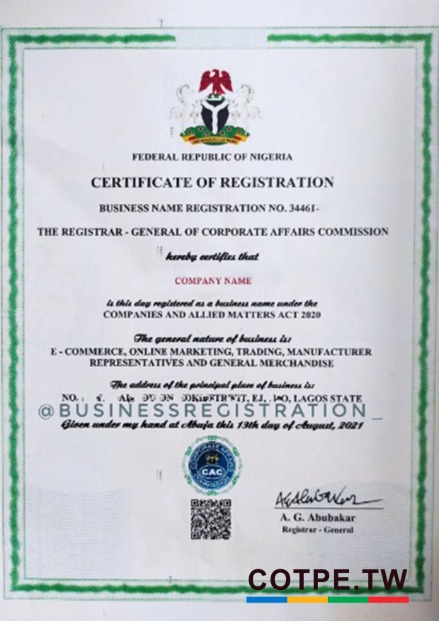 FEDERAL REPUBLIC OF NIGERIA
CERTIFICATE OF REGISTRATION
BUSINESS NAME REGISTRATION NO. 34461-
THE REGISTRAR - GENERAL OF CORPORATE AFFAIRS COMMISSION
hereby certifies that
COMPANY NAME
is this day registered as a business name under the
COMPANIES AND ALLIED MATTERS ACT 2020
The general nature of business is:
E - COMMERCE, ONLINE MARKETING, TRADING, MANUFACTURER
REPRESENTATIVES AND GENERAL MERCHANDISE
The address of the principal place of business is:
NO. LAGOS STATE
@BUSINESSREGISTRATION_
Given under my hand at Abuja this 13th day of August, 2021
CAC
A. G. Abubakar
Registrar - General
COTPE.TW